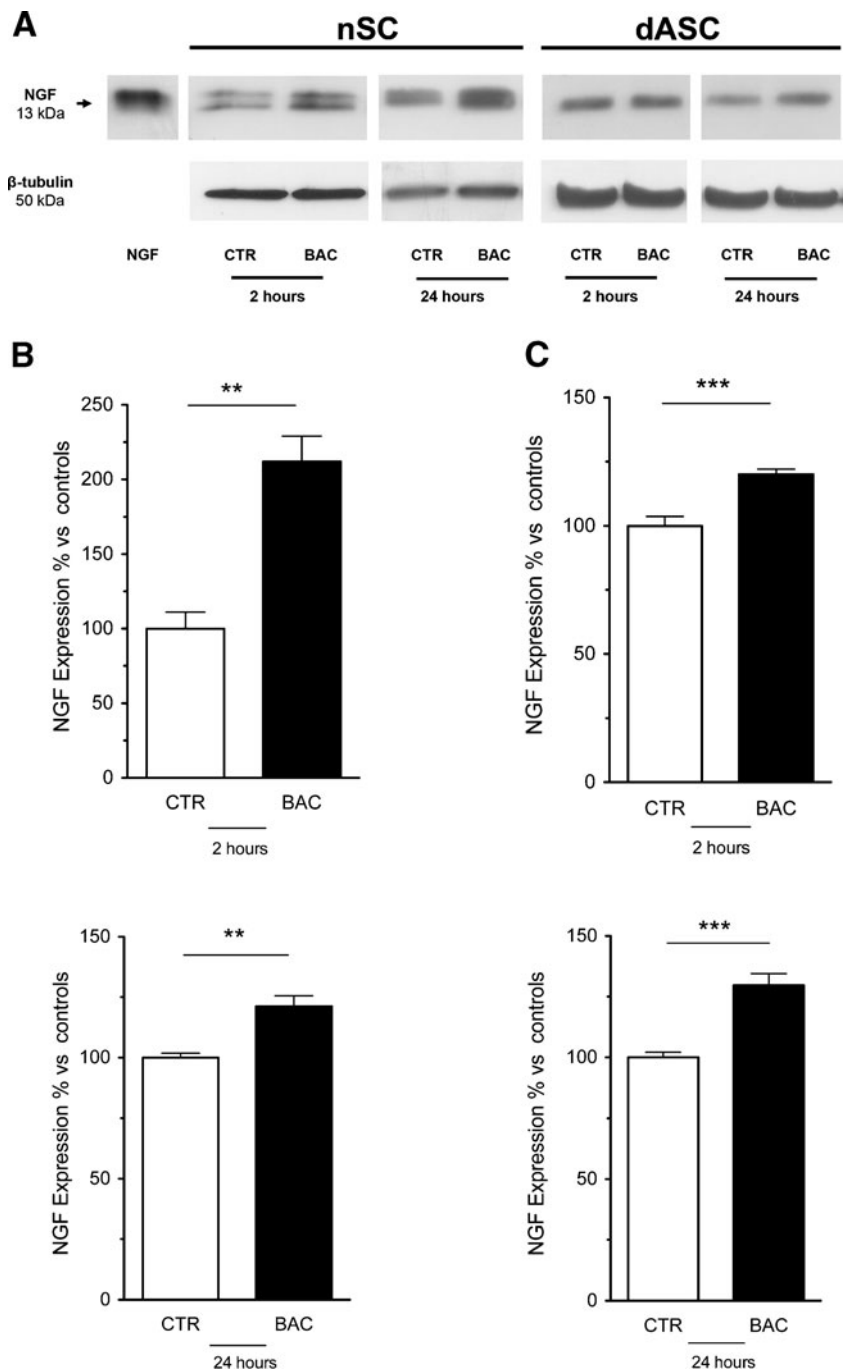 A
nSC
dASC
NGF
13 kDa
β-tubulin
50 kDa
NGF CTR BAC CTR BAC CTR BAC CTR BAC
2 hours 24 hours 2 hours 24 hours
B
**
250
200
150
100
50
0
NGF Expression % vs controls
CTR BAC
2 hours
C
***
150
100
50
0
NGF Expression % vs controls
CTR BAC
2 hours
**
150
100
50
0
NGF Expression % vs controls
CTR BAC
24 hours
***
150
100
50
0
NGF Expression % vs controls
CTR BAC
24 hours